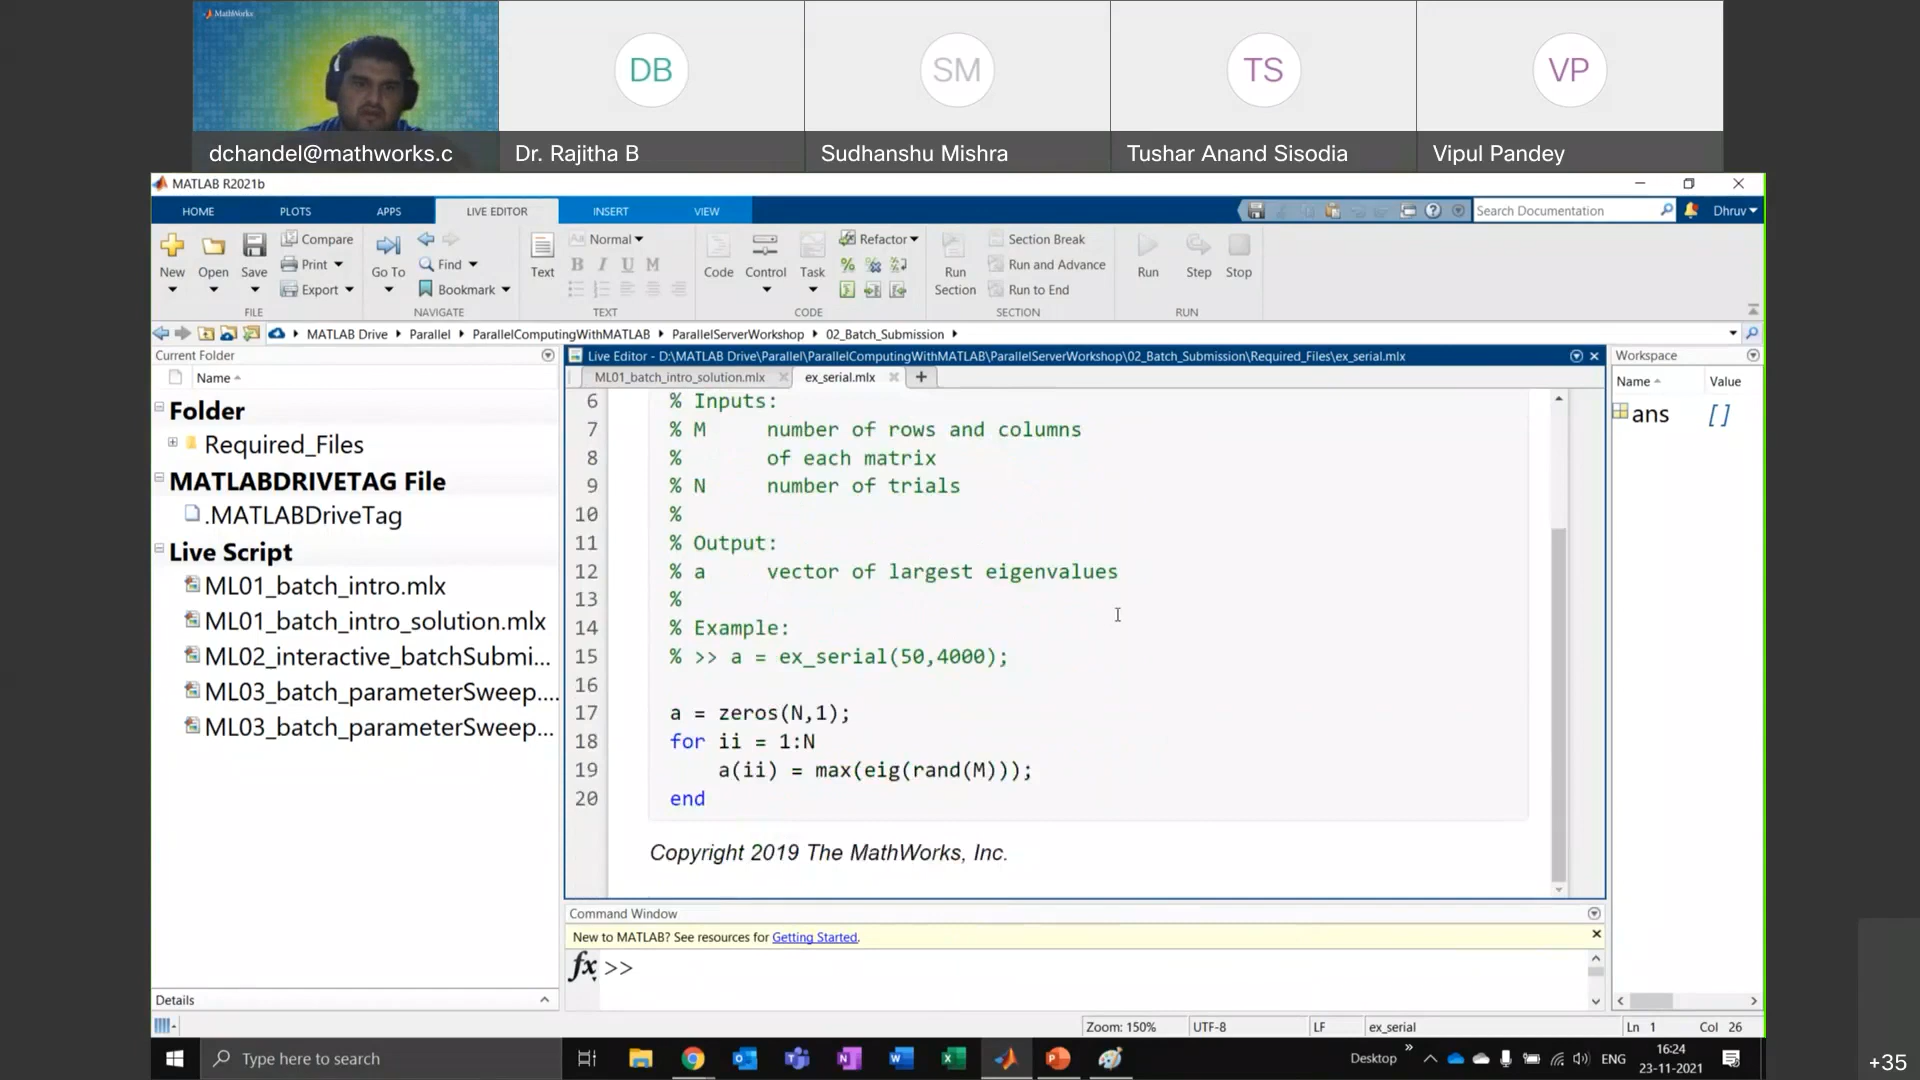 MathWorks
DB
SM
TS
VP
dchandel@mathworks.c
Dr. Rajitha B
Sudhanshu Mishra
Tushar Anand Sisodia
Vipul Pandey
MATLAB R2021b
HOME PLOTS APPS LIVE EDITOR INSERT VIEW
Search Documentation
Dhruv
New
Open
Save
Compare
Print
Export
FILE
Go To
Find
Bookmark
NAVIGATE
Text
Normal
B I U M
TEXT
Code
Control
Task
Refactor
CODE
Run
Section
Section Break
Run and Advance
Run to End
SECTION
Run
Step
Stop
RUN
MATLAB Drive Parallel ParallelComputingWithMATLAB ParallelServerWorkshop 02_Batch_Submission
Current Folder
Name
Folder
Required_Files
MATLABDRIVETAG File
.MATLABDriveTag
Live Script
ML01_batch_intro.mlx
ML01_batch_intro_solution.mlx
ML02_interactive_batchSubmi...
ML03_batch_parameterSweep....
ML03_batch_parameterSweep...
Details
Live Editor - D:\MATLAB Drive\Parallel\ParallelComputingWithMATLAB\ParallelServerWorkshop\02_Batch_Submission\Required_Files\ex_serial.mlx
ML01_batch_intro_solution.mlx
ex_serial.mlx
6 % Inputs:
7 % M number of rows and columns
8 % of each matrix
9 % N number of trials
10 %
11 % Output:
12 % a vector of largest eigenvalues
13 %
14 % Example:
15 % >> a = ex_serial(50,4000);
16
17 a = zeros(N,1);
18 for ii = 1:N
19 a(ii) = max(eig(rand(M)));
20 end
Copyright 2019 The MathWorks, Inc.
Command Window
New to MATLAB? See resources for Getting Started.
fx >>
Workspace
Name Value
ans []
Zoom: 150% UTF-8 LF ex_serial Ln 1 Col 26
Type here to search
Desktop
ENG
16:24
23-11-2021
+35